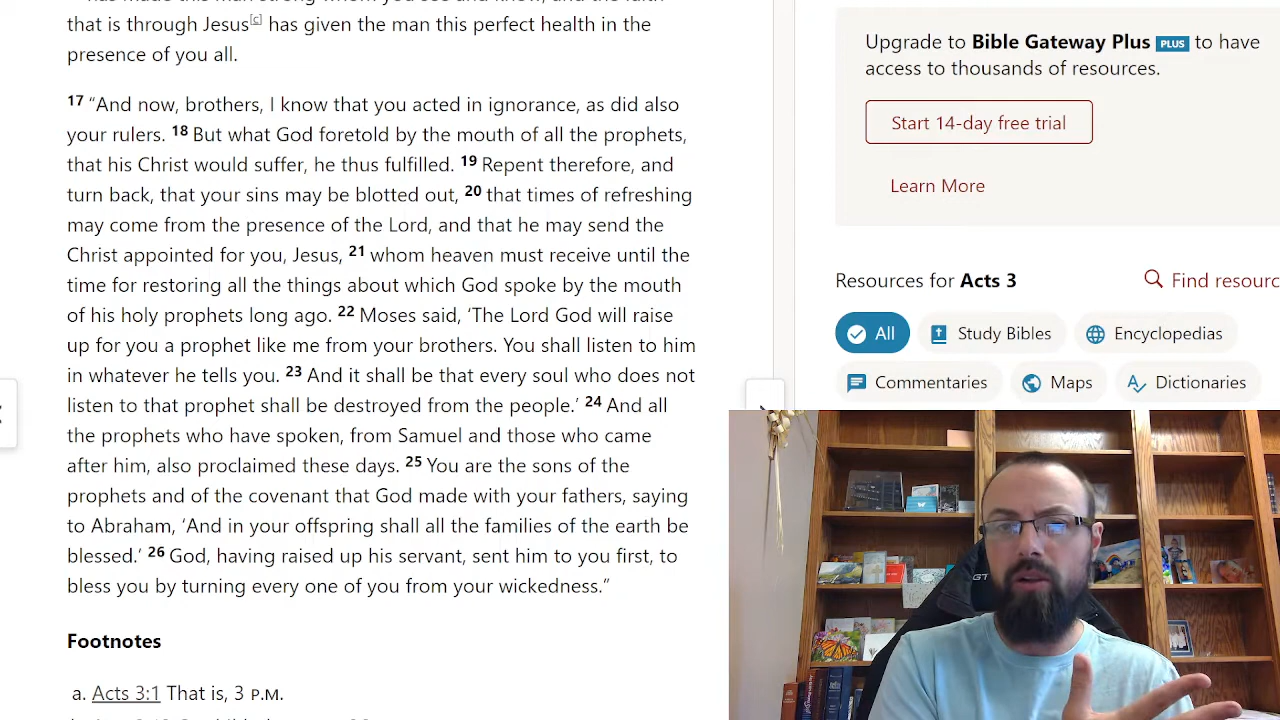 that is through Jesus[c] has given the man this perfect health in the
presence of you all.
17 “And now, brothers, I know that you acted in ignorance, as did also
your rulers. 18 But what God foretold by the mouth of all the prophets,
that his Christ would suffer, he thus fulfilled. 19 Repent therefore, and
turn back, that your sins may be blotted out, 20 that times of refreshing
may come from the presence of the Lord, and that he may send the
Christ appointed for you, Jesus, 21 whom heaven must receive until the
time for restoring all the things about which God spoke by the mouth
of his holy prophets long ago. 22 Moses said, ‘The Lord God will raise
up for you a prophet like me from your brothers. You shall listen to him
in whatever he tells you. 23 And it shall be that every soul who does not
listen to that prophet shall be destroyed from the people.’ 24 And all
the prophets who have spoken, from Samuel and those who came
after him, also proclaimed these days. 25 You are the sons of the
prophets and of the covenant that God made with your fathers, saying
to Abraham, ‘And in your offspring shall all the families of the earth be
blessed.’ 26 God, having raised up his servant, sent him to you first, to
bless you by turning every one of you from your wickedness.”
Footnotes
a. Acts 3:1 That is, 3 P.M.
Upgrade to Bible Gateway Plus PLUS to have
access to thousands of resources.
Start 14-day free trial
Learn More
Resources for Acts 3
Find resourc
All
Study Bibles
Encyclopedias
Commentaries
Maps
Dictionaries
GT